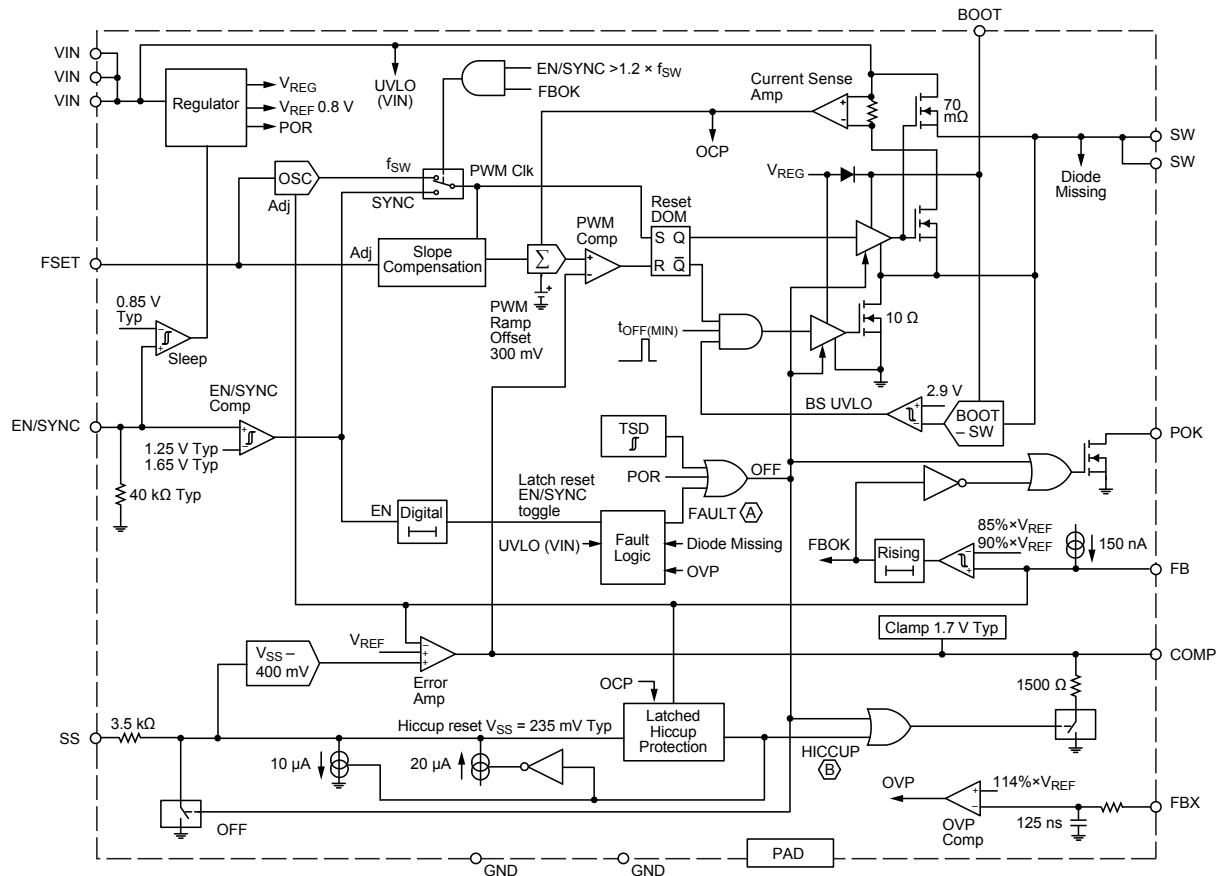 BOOT
VIN
VIN
VIN
Regulator
VREG
VREF 0.8 V
POR
UVLO
(VIN)
EN/SYNC >1.2 × fSW
FBOK
Current Sense
Amp
+
–
70
mΩ
SW
SW
Diode
Missing
OCP
VREG
fSW
PWM Clk
OSC
Adj
SYNC
Reset
DOM
S Q
R Q̅
PWM
Comp
+
–
FSET
Adj
Slope
Compensation
Σ
+
PWM
Ramp
Offset
300 mV
0.85 V
Typ
–
+
Sleep
tOFF(MIN)
10 Ω
2.9 V
+
–
BS UVLO
BOOT
– SW
EN/SYNC
EN/SYNC
Comp
+
–
1.25 V Typ
1.65 V Typ
40 kΩ Typ
TSD
POR
OFF
FAULT A
POK
Latch reset
EN/SYNC
toggle
EN
Digital
UVLO (VIN)
Fault
Logic
Diode Missing
OVP
FBOK
Rising
85%×VREF
90%×VREF
–
+
150 nA
FB
Clamp 1.7 V Typ
VREF
–
+
+
Error
Amp
VSS –
400 mV
COMP
1500 Ω
OCP
SS
3.5 kΩ
Hiccup reset VSS = 235 mV Typ
Latched
Hiccup
Protection
HICCUP
B
10 µA
20 µA
OFF
OVP
+
–
114%×VREF
OVP
Comp
125 ns
FBX
GND
GND
PAD